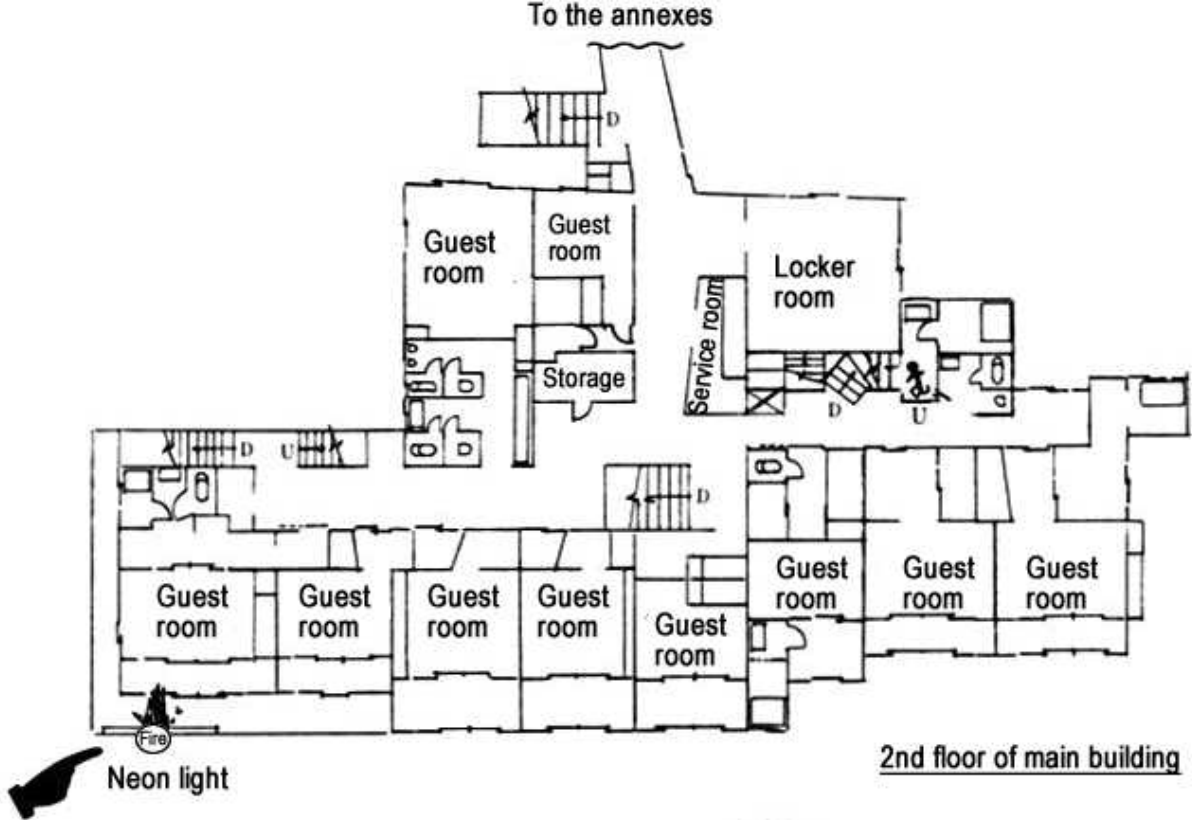 To the annexes
D
Guest
room
Guest
room
Locker
room
Service room
Storage
D
U
D
U
D
Guest
room
Guest
room
Guest
room
Guest
room
Guest
room
Guest
room
Guest
room
Guest
room
Fire
Neon light
2nd floor of main building